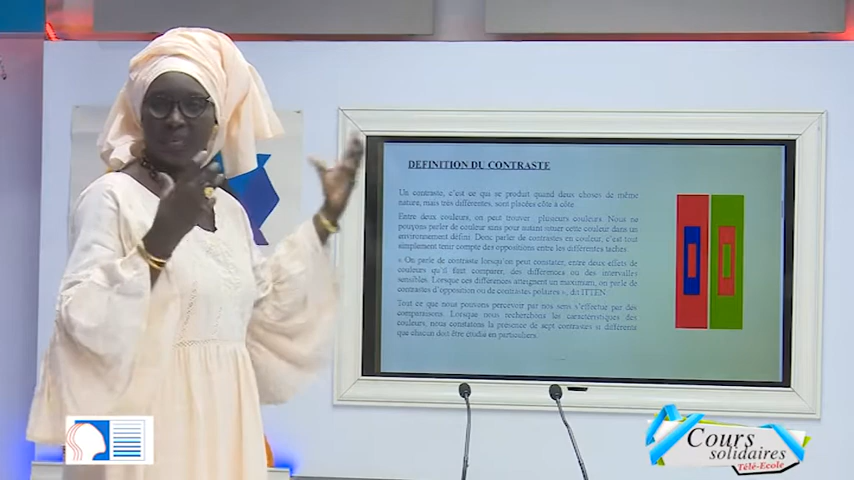 DEFINITION DU CONTRASTE
Un contraste, c'est ce qui se produit quand deux choses de même
nature, mais très différentes, sont placées côte à côte.
Entre deux couleurs, on peut trouver plusieurs couleurs. Nous ne
pouvons parler de couleur sans pour autant situer cette couleur dans un
environnement défini. Donc parler de contrastes en couleur, c'est tout
simplement tenir compte des oppositions entre les différentes taches.
« On parle de contraste lorsqu'on peut constater, entre deux effets de
couleurs qu'il faut comparer, des différences ou des intervalles
sensibles. Lorsque ces différences atteignent un maximum, on parle de
contrastes d'opposition ou de contrastes polaires », dit ITTEN.
Tout ce que nous pouvons percevoir par nos sens s'effectue par des
comparaisons. Lorsque nous recherchons les caractéristiques des
couleurs, nous constatons la présence de sept contrastes si différent
que chacun doit être étudié en particulier.
Cours
solidaires
Télé-Ecole